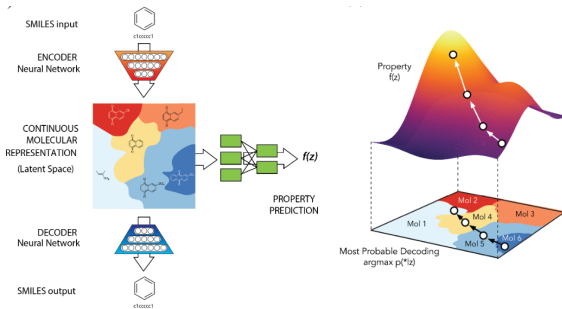 SMILES input
c1ccccc1
ENCODER
Neural Network
CONTINUOUS
MOLECULAR
REPRESENTATION
(Latent Space)
f(z)
PROPERTY
PREDICTION
DECODER
Neural Network
SMILES output
c1ccccc1
Property
f(z)
Mol 1
Mol 2
Mol 3
Mol 4
Mol 5
Mol 6
Most Probable Decoding
argmax p(*|z)